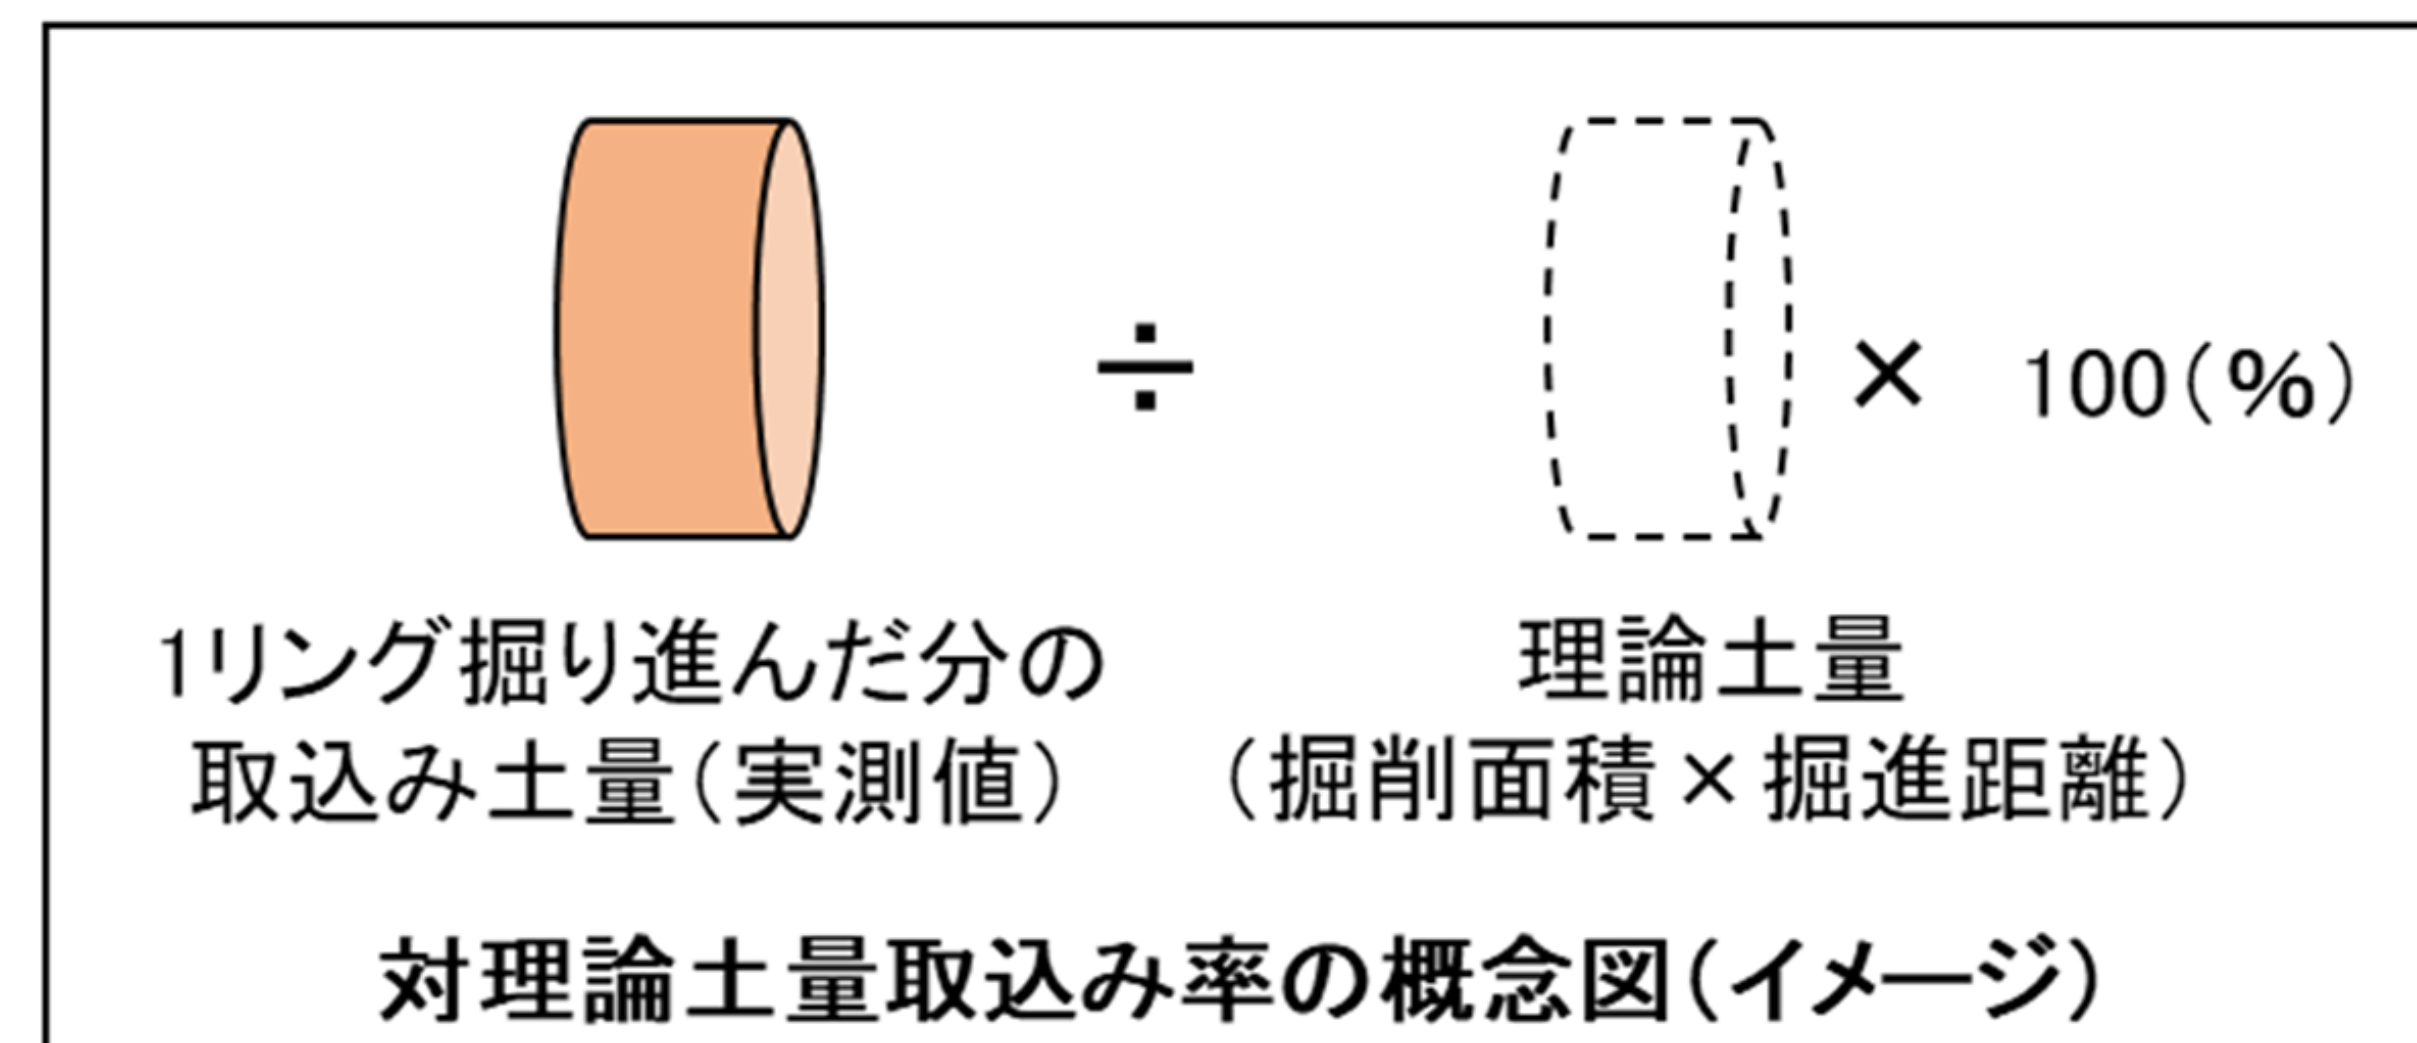 ÷ × 100(%)
1リング掘り進んだ分の
取込み土量(実測値)
理論土量
(掘削面積×掘進距離)
対理論土量取込み率の概念図(イメージ)